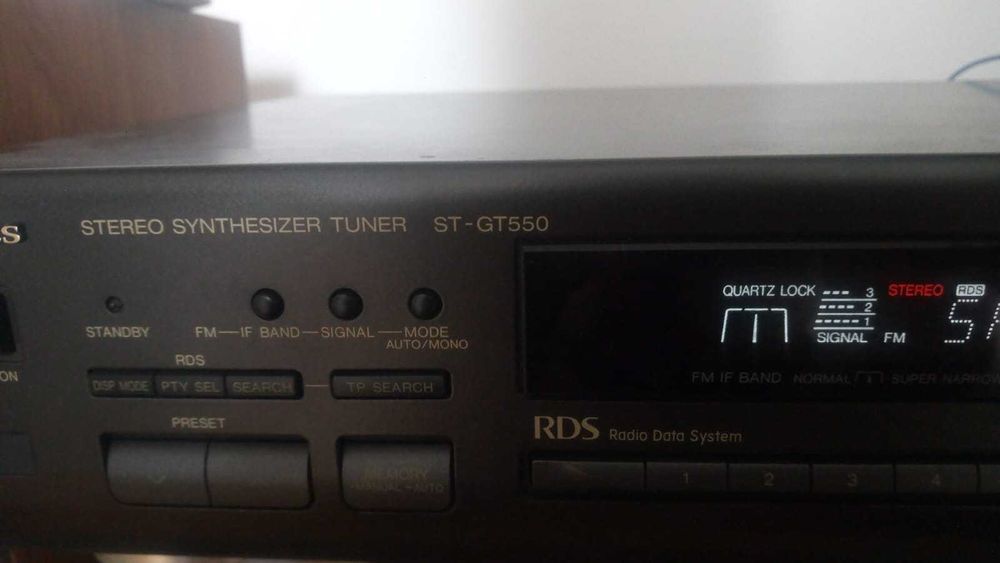 STEREO SYNTHESIZER TUNER ST-GT550
STANDBY
FM IF BAND SIGNAL MODE
AUTO/MONO
RDS
DISP MODE PTY SEL SEARCH TP SEARCH
PRESET
MEMORY
MANUAL AUTO
QUARTZ LOCK 3 STEREO RDS
2
1
SIGNAL FM
FM IF BAND NORMAL SUPER NARROW
RDS Radio Data System
1 2 3 4